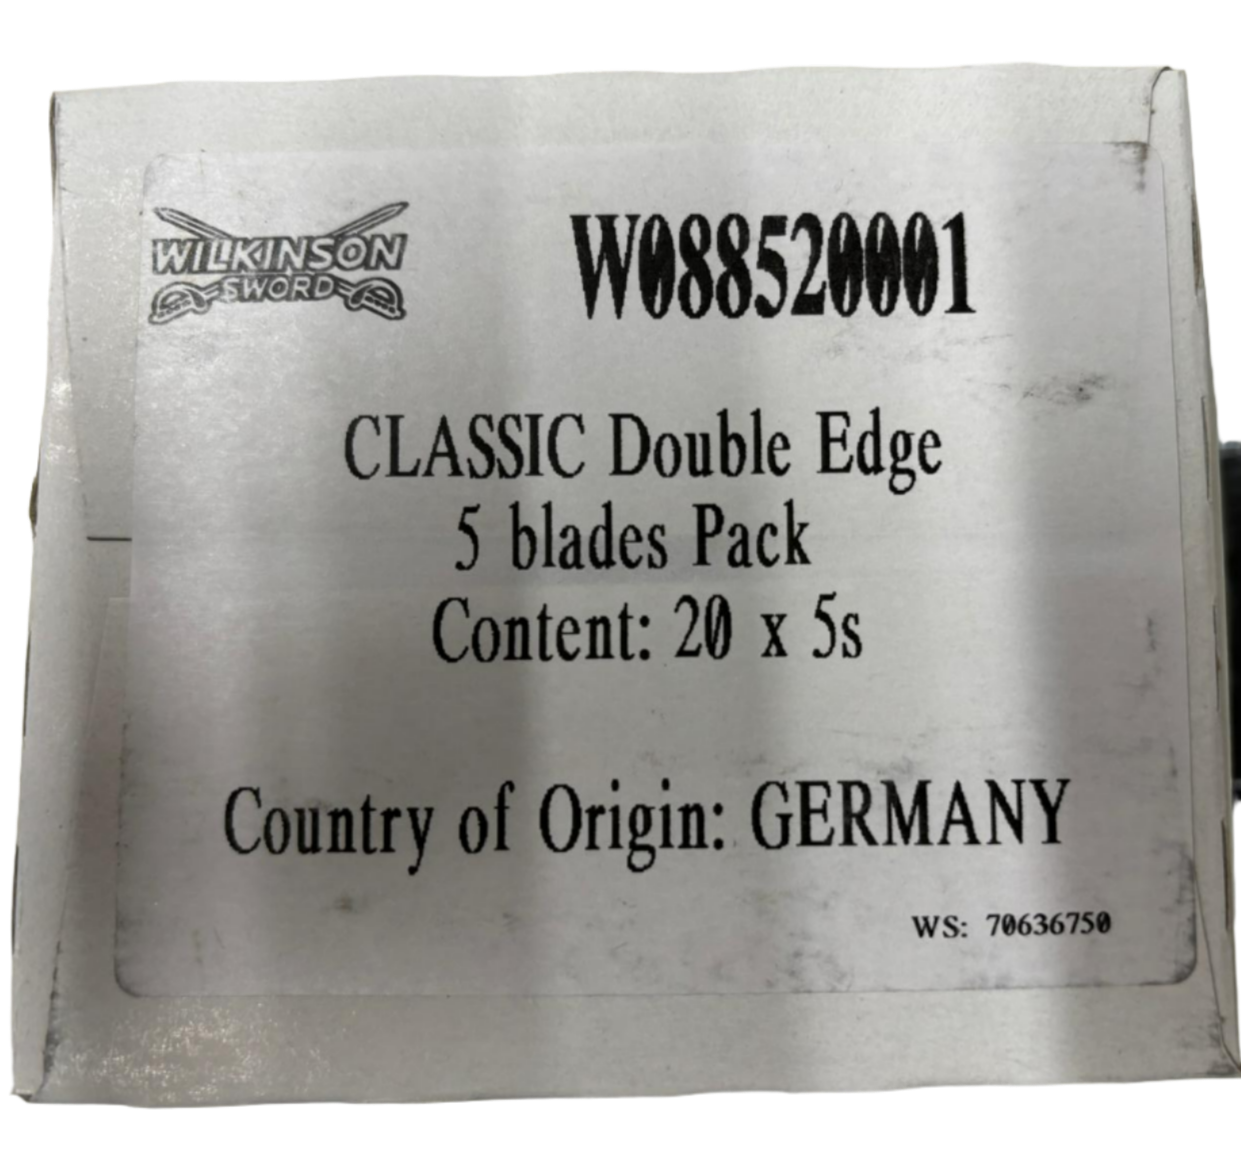 WILKINSON
SWORD
W088520001
CLASSIC Double Edge
5 blades Pack
Content: 20 x 5s
Country of Origin: GERMANY
WS: 70636750